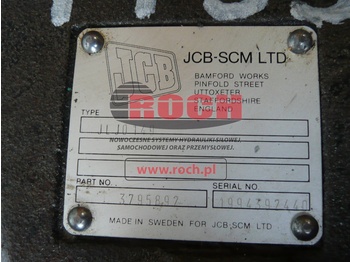 JCB
JCB-SCM LTD
BAMFORD WORKS
PINFOLD STREET
UTTOXETER
STAFFORDSHIRE
ENGLAND
TYPE
ROCH
NOWOCZESNE SYSTEMY HYDRAULIKI SIŁOWEJ
SAMOCHODOWEJ ORAZ PRZEMYSŁOWEJ
www.roch.pl
PART NO. SERIAL NO.
MADE IN SWEDEN FOR JCB-SCM LTD